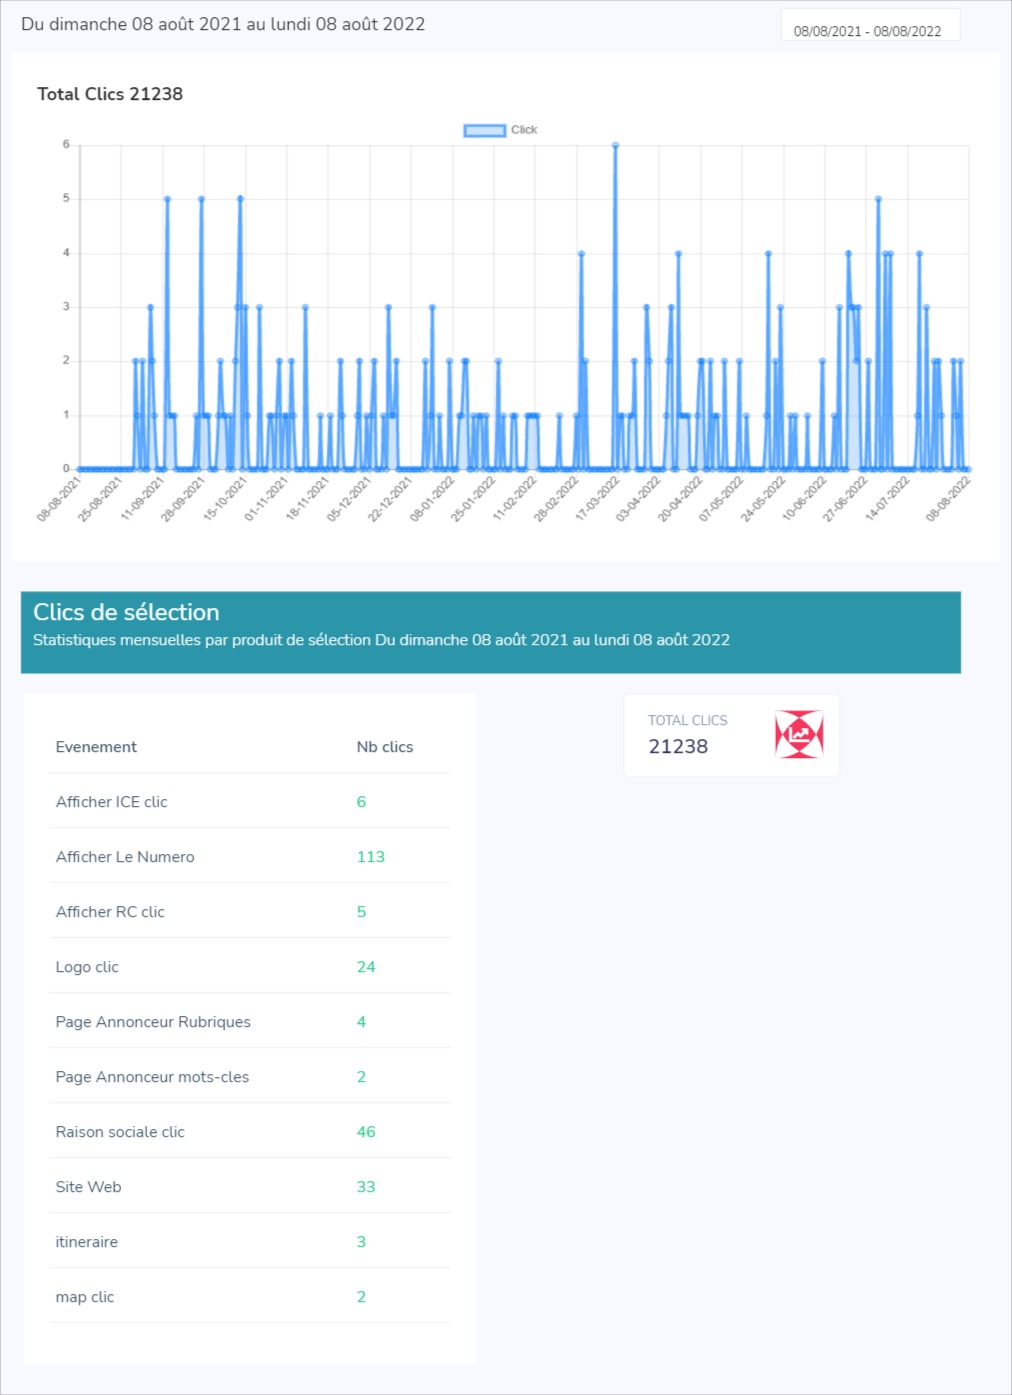 Du dimanche 08 août 2021 au lundi 08 août 2022
08/08/2021 - 08/08/2022
Total Clics 21238
Click
6
5
4
3
2
1
0
08-08-2021
25-08-2021
11-09-2021
28-09-2021
15-10-2021
01-11-2021
18-11-2021
05-12-2021
22-12-2021
08-01-2022
25-01-2022
11-02-2022
28-02-2022
17-03-2022
03-04-2022
20-04-2022
07-05-2022
24-05-2022
10-06-2022
27-06-2022
14-07-2022
08-08-2022
Clics de sélection
Statistiques mensuelles par produit de sélection Du dimanche 08 août 2021 au lundi 08 août 2022
Evenement Nb clics
Afficher ICE clic 6
Afficher Le Numero 113
Afficher RC clic 5
Logo clic 24
Page Annonceur Rubriques 4
Page Annonceur mots-cles 2
Raison sociale clic 46
Site Web 33
itineraire 3
map clic 2
TOTAL CLICS
21238